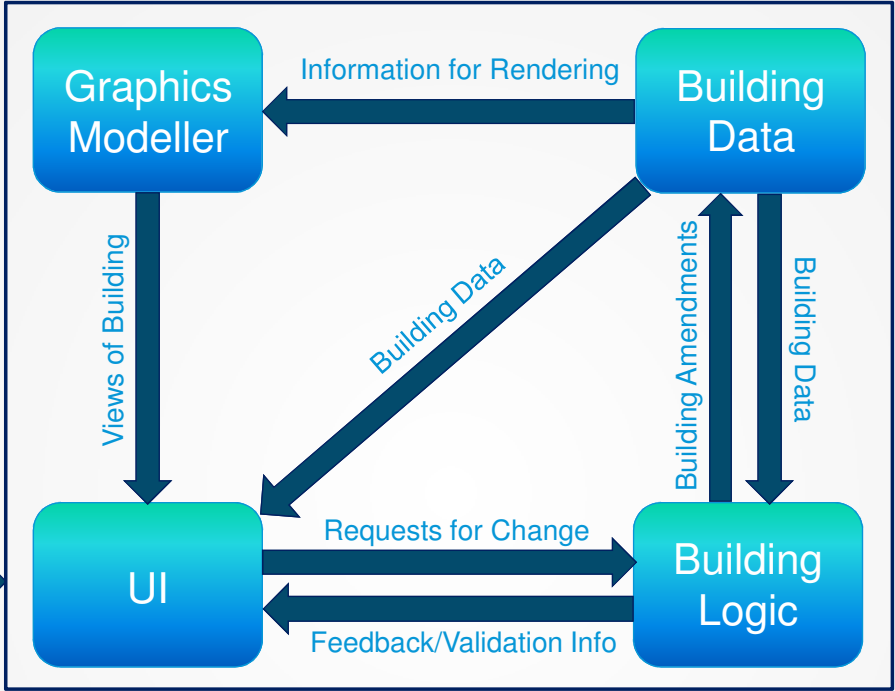 Graphics
Modeller
Information for Rendering
Building
Data
Views of Building
Building Data
Building Amendments
Building Data
UI
Requests for Change
Feedback/Validation Info
Building
Logic